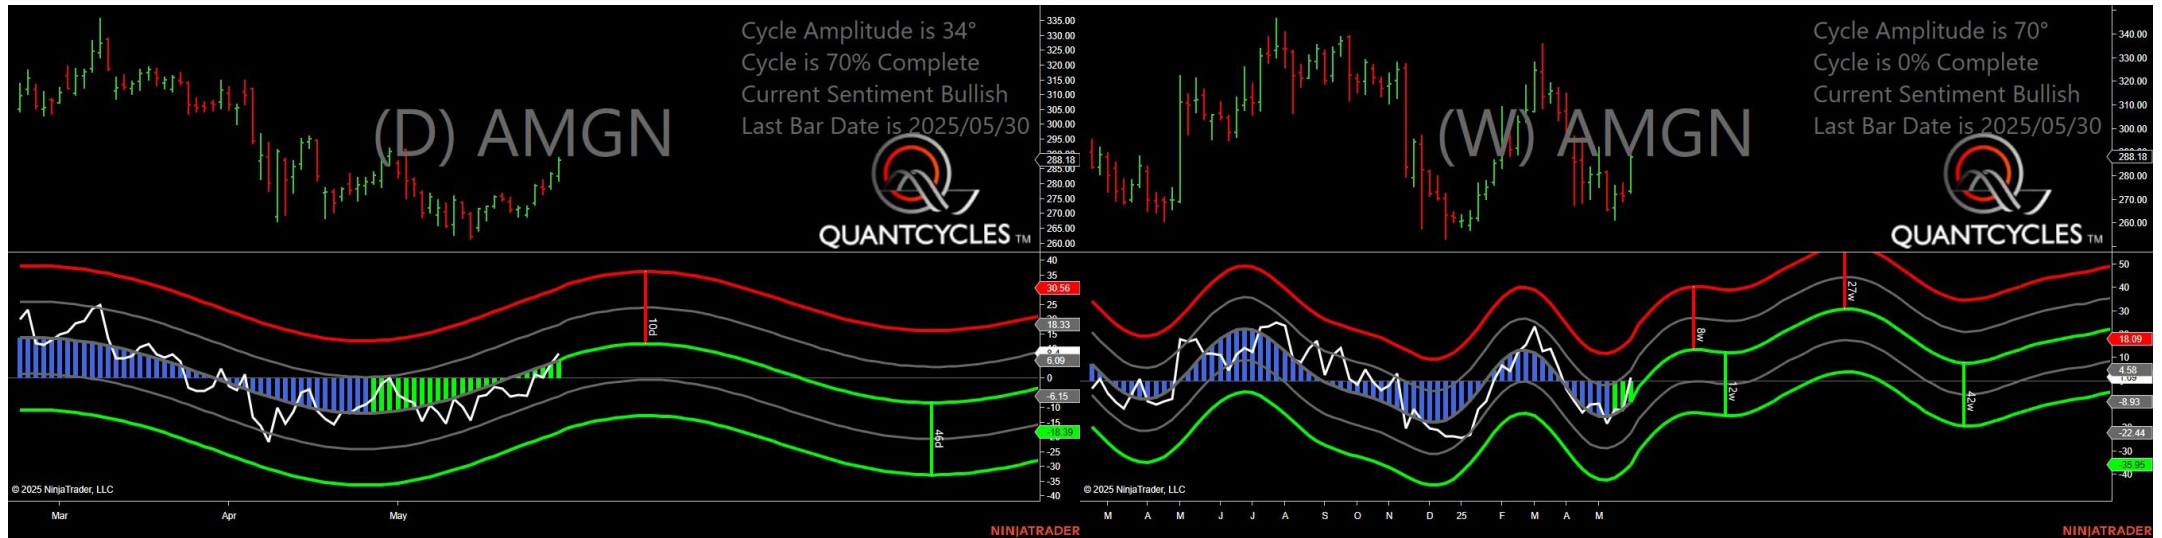 Cycle Amplitude is 34°
Cycle is 70% Complete
Current Sentiment Bullish
Last Bar Date is 2025/05/30
(D) AMGN
QUANTCYCLES TM
335.00
330.00
325.00
320.00
315.00
310.00
305.00
300.00
295.00
288.18
285.00
280.00
275.00
270.00
265.00
260.00
40
35
30.56
25
18.33
15
6.09
0
-6.15
-10
-15
-18.39
-25
-30
-35
-40
10d
46d
© 2025 NinjaTrader, LLC
Mar
Apr
May
NINJATRADER
Cycle Amplitude is 70°
Cycle is 0% Complete
Current Sentiment Bullish
Last Bar Date is 2025/05/30
(W) AMGN
QUANTCYCLES TM
340.00
330.00
320.00
310.00
300.00
288.18
280.00
270.00
260.00
50
40
30
18.09
10
4.58
-8.93
-22.44
-30
-35.95
-40
8w
12w
27w
42w
© 2025 NinjaTrader, LLC
M A M J J A S O N D 25 F M A M
NINJATRADER